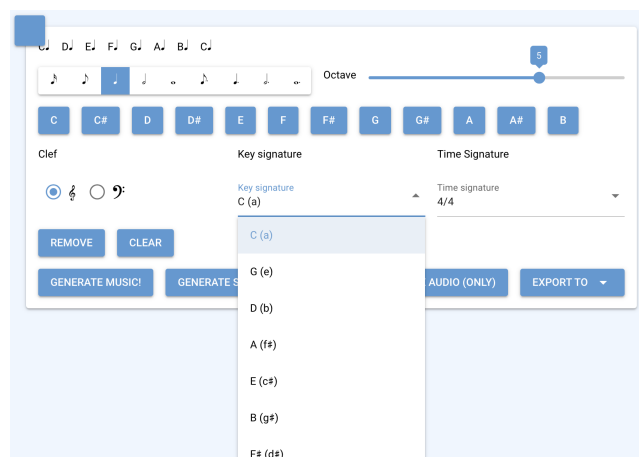 C♩ D♩ E♩ F♩ G♩ A♩ B♩ C♩
5
Octave
C C# D D# E F F# G G# A A# B
Clef Key signature Time Signature
Key signature Time signature
C (a) 4/4
REMOVE CLEAR
C (a)
G (e)
GENERATE MUSIC! GENERATE S AUDIO (ONLY) EXPORT TO
D (b)
A (f♯)
E (c♯)
B (g♯)
F♯ (d♯)